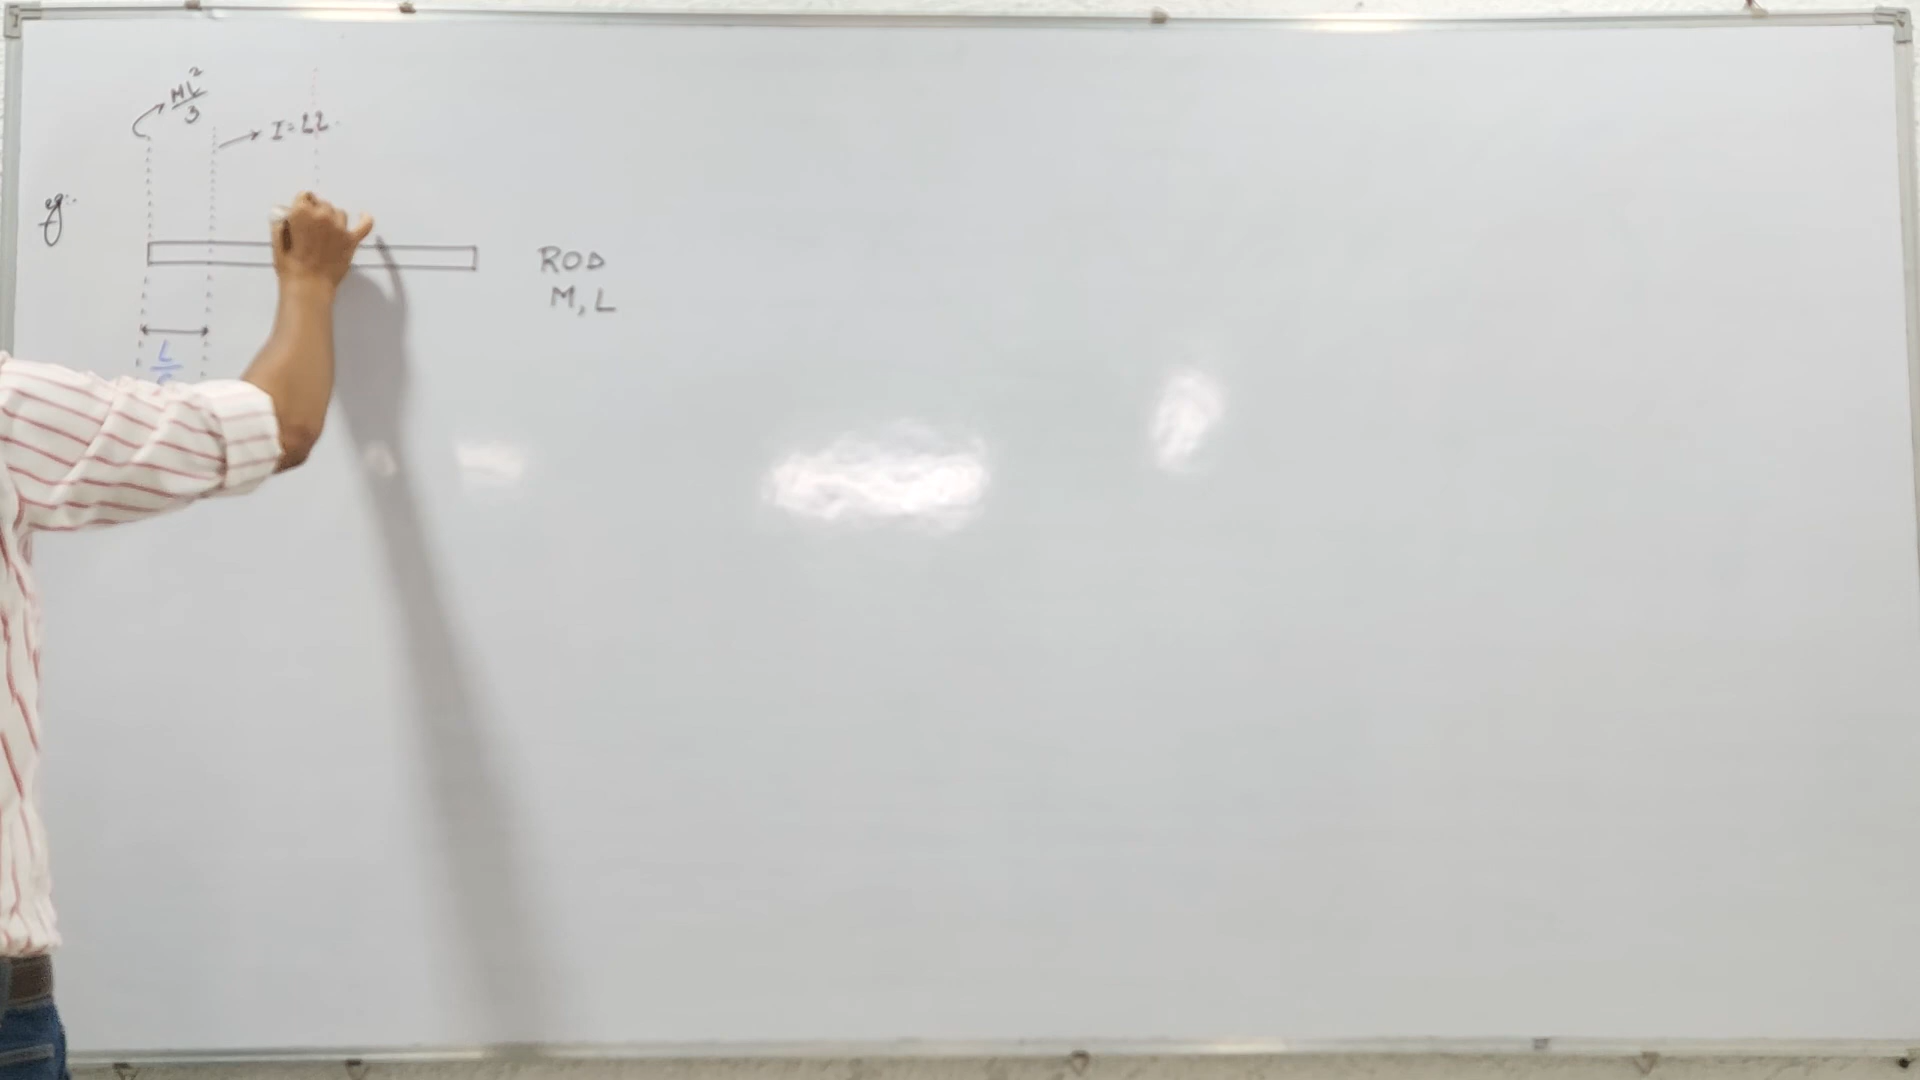 ML²/3
I = ??
eg:-
ROD
M, L
L